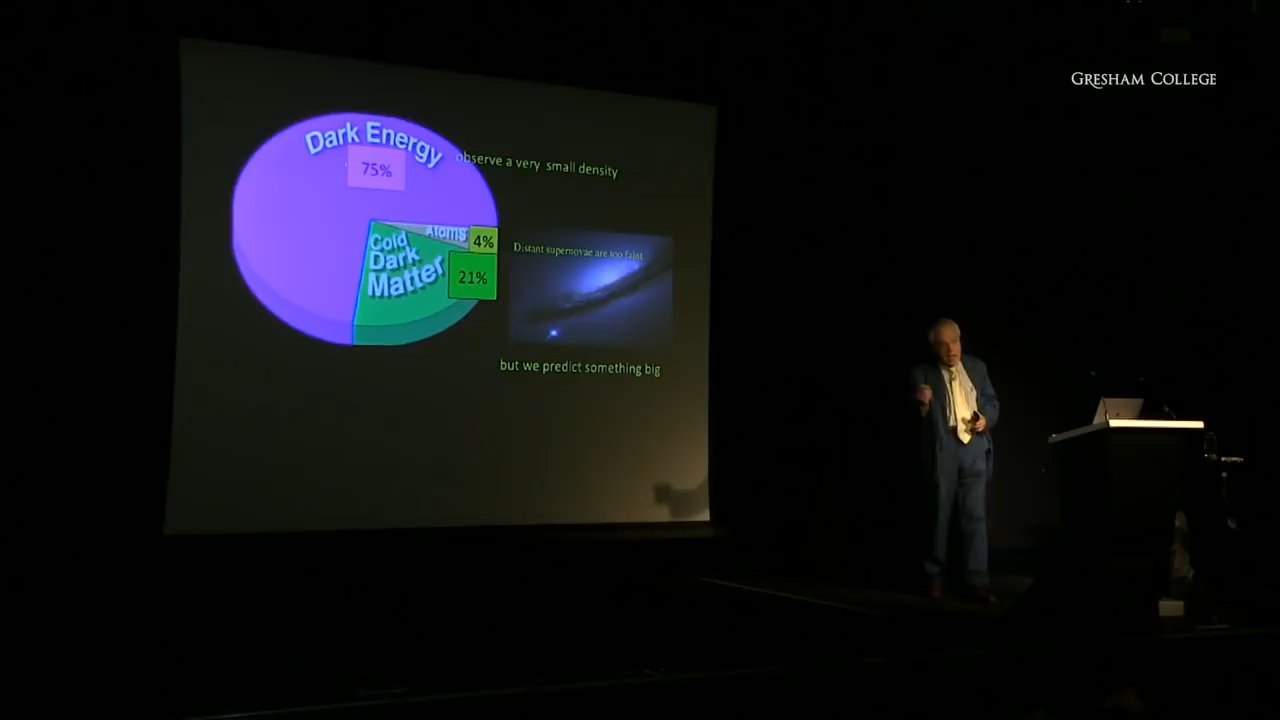 GRESHAM COLLEGE
Dark Energy
75%
observe a very small density
Atoms
4%
Cold
Dark
Matter
21%
Distant supernovae are too faint
but we predict something big